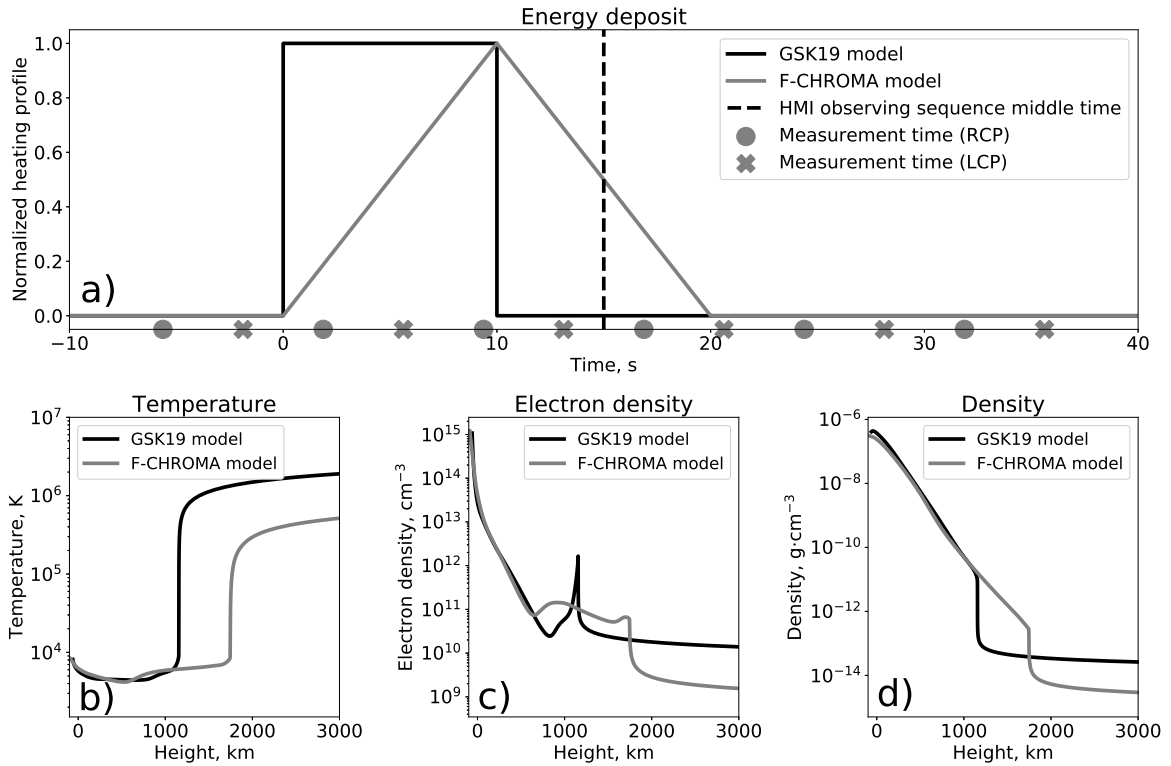 Energy deposit
Normalized heating profile
1.0
0.8
0.6
0.4
0.2
0.0
GSK19 model
F-CHROMA model
HMI observing sequence middle time
Measurement time (RCP)
Measurement time (LCP)
a)
−10 0 10 20 30 40
Time, s
Temperature
Temperature, K
10^7
10^6
10^5
10^4
GSK19 model
F-CHROMA model
b)
0 1000 2000 3000
Height, km
Electron density
Electron density, cm^−3
10^15
10^14
10^13
10^12
10^11
10^10
10^9
GSK19 model
F-CHROMA model
c)
0 1000 2000 3000
Height, km
Density
Density, g·cm^−3
10^−6
10^−8
10^−10
10^−12
10^−14
GSK19 model
F-CHROMA model
d)
0 1000 2000 3000
Height, km